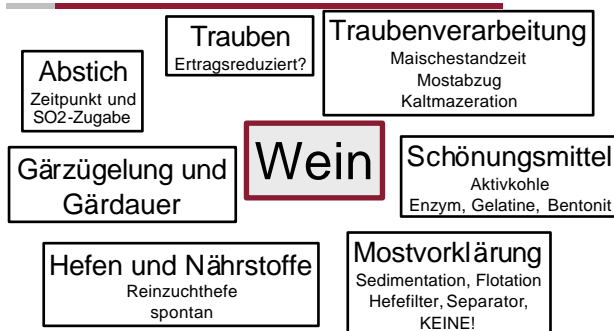 Trauben
Ertragsreduziert?
Traubenverarbeitung
Maischestandzeit
Mostabzug
Kaltmazeration
Abstich
Zeitpunkt und
SO2-Zugabe
Wein
Gärzügelung und
Gärdauer
Schönungsmittel
Aktivkohle
Enzym, Gelatine, Bentonit
Hefen und Nährstoffe
Reinzuchthefe
spontan
Mostvorklärung
Sedimentation, Flotation
Hefefilter, Separator,
KEINE!